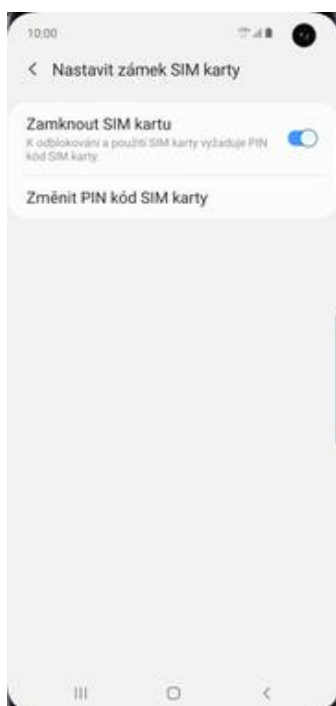 10:00
Nastavit zámek SIM karty
Zamknout SIM kartu
K odblokování a použití SIM karty vyžaduje PIN
kód SIM karty.
Změnit PIN kód SIM karty